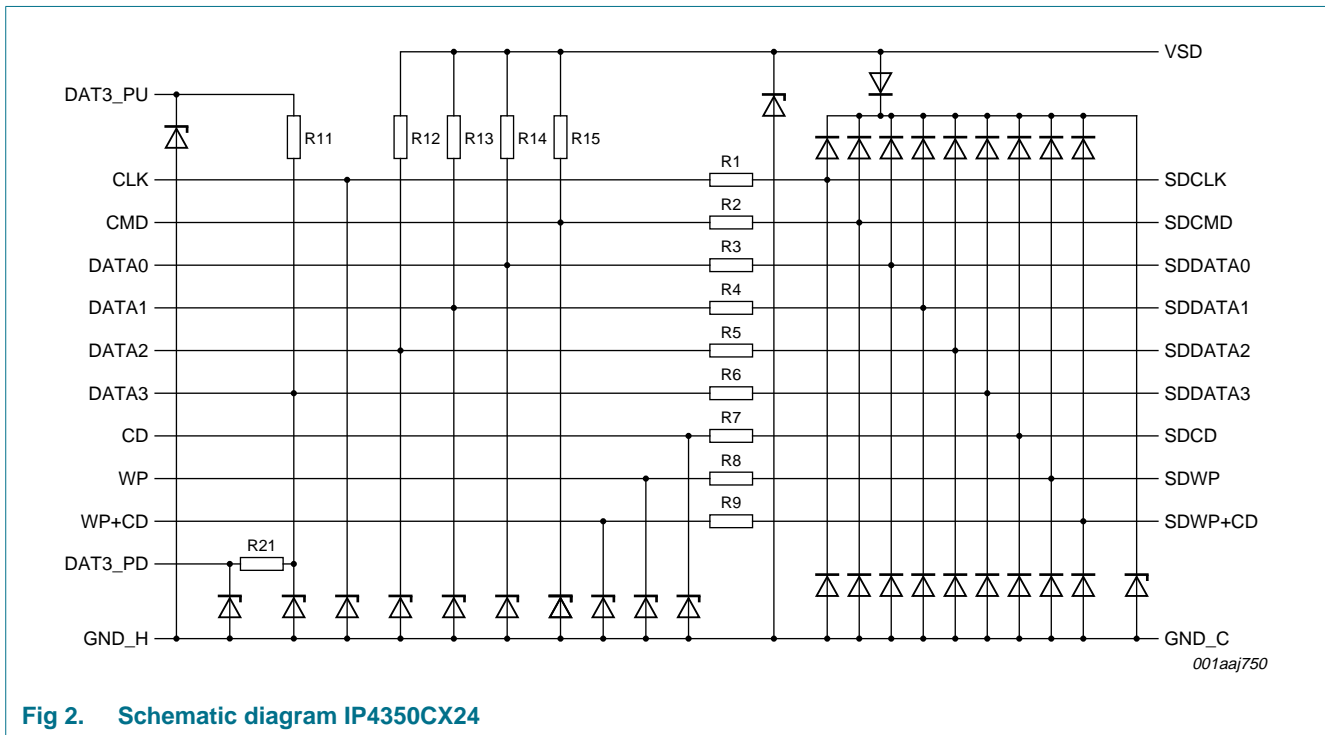 VSD
DAT3_PU
R11
R12
R13
R14
R15
CLK
R1
SDCLK
CMD
R2
SDCMD
DATA0
R3
SDDATA0
DATA1
R4
SDDATA1
DATA2
R5
SDDATA2
DATA3
R6
SDDATA3
CD
R7
SDCD
WP
R8
SDWP
WP+CD
R9
SDWP+CD
DAT3_PD
R21
GND_H
GND_C
001aaj750
Fig 2. Schematic diagram IP4350CX24